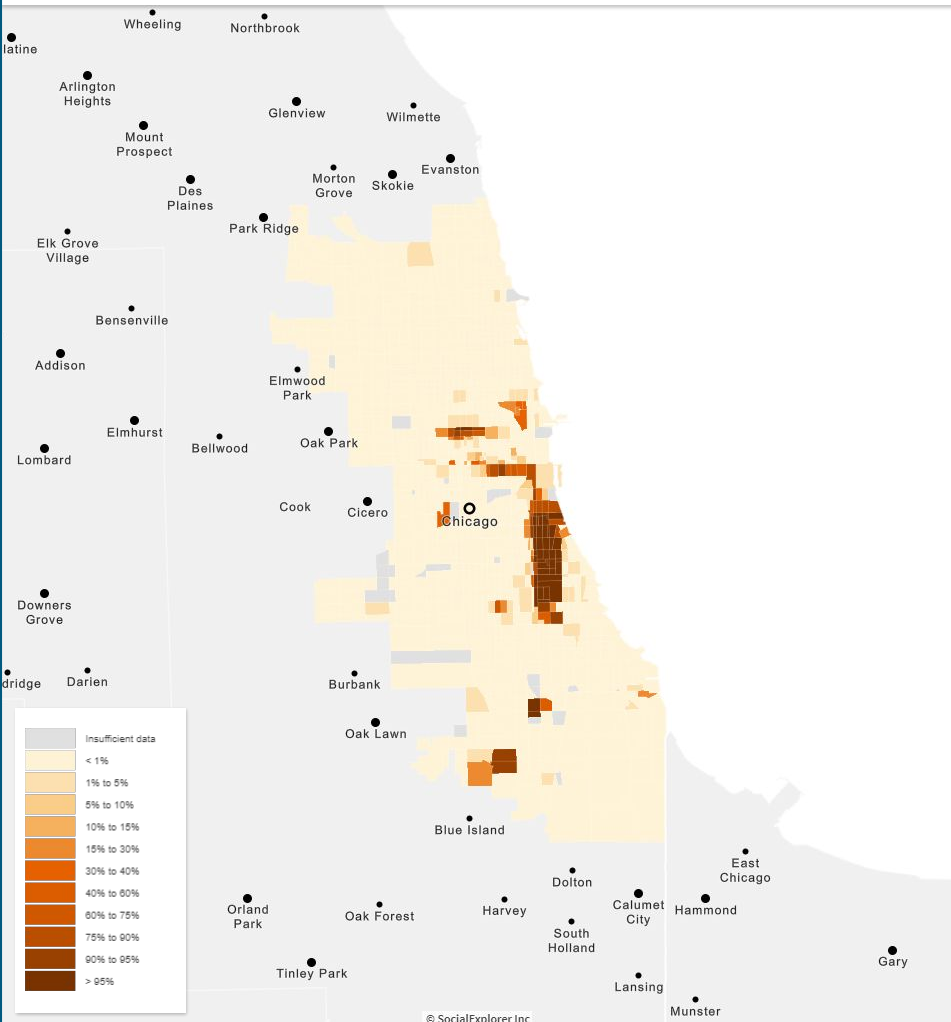 Wheeling
Northbrook
latine
Arlington
Heights
Glenview
Wilmette
Mount
Prospect
Evanston
Morton
Grove
Skokie
Des
Plaines
Park Ridge
Elk Grove
Village
Bensenville
Addison
Elmwood
Park
Elmhurst
Bellwood
Oak Park
Lombard
Cook
Cicero
Chicago
Downers
Grove
dridge
Darien
Burbank
Oak Lawn
Insufficient data
< 1%
1% to 5%
5% to 10%
10% to 15%
15% to 30%
30% to 40%
40% to 60%
60% to 75%
75% to 90%
90% to 95%
> 95%
Blue Island
East
Chicago
Dolton
Orland
Park
Oak Forest
Harvey
Calumet
City
Hammond
South
Holland
Gary
Tinley Park
Lansing
Munster
© SocialExplorer Inc